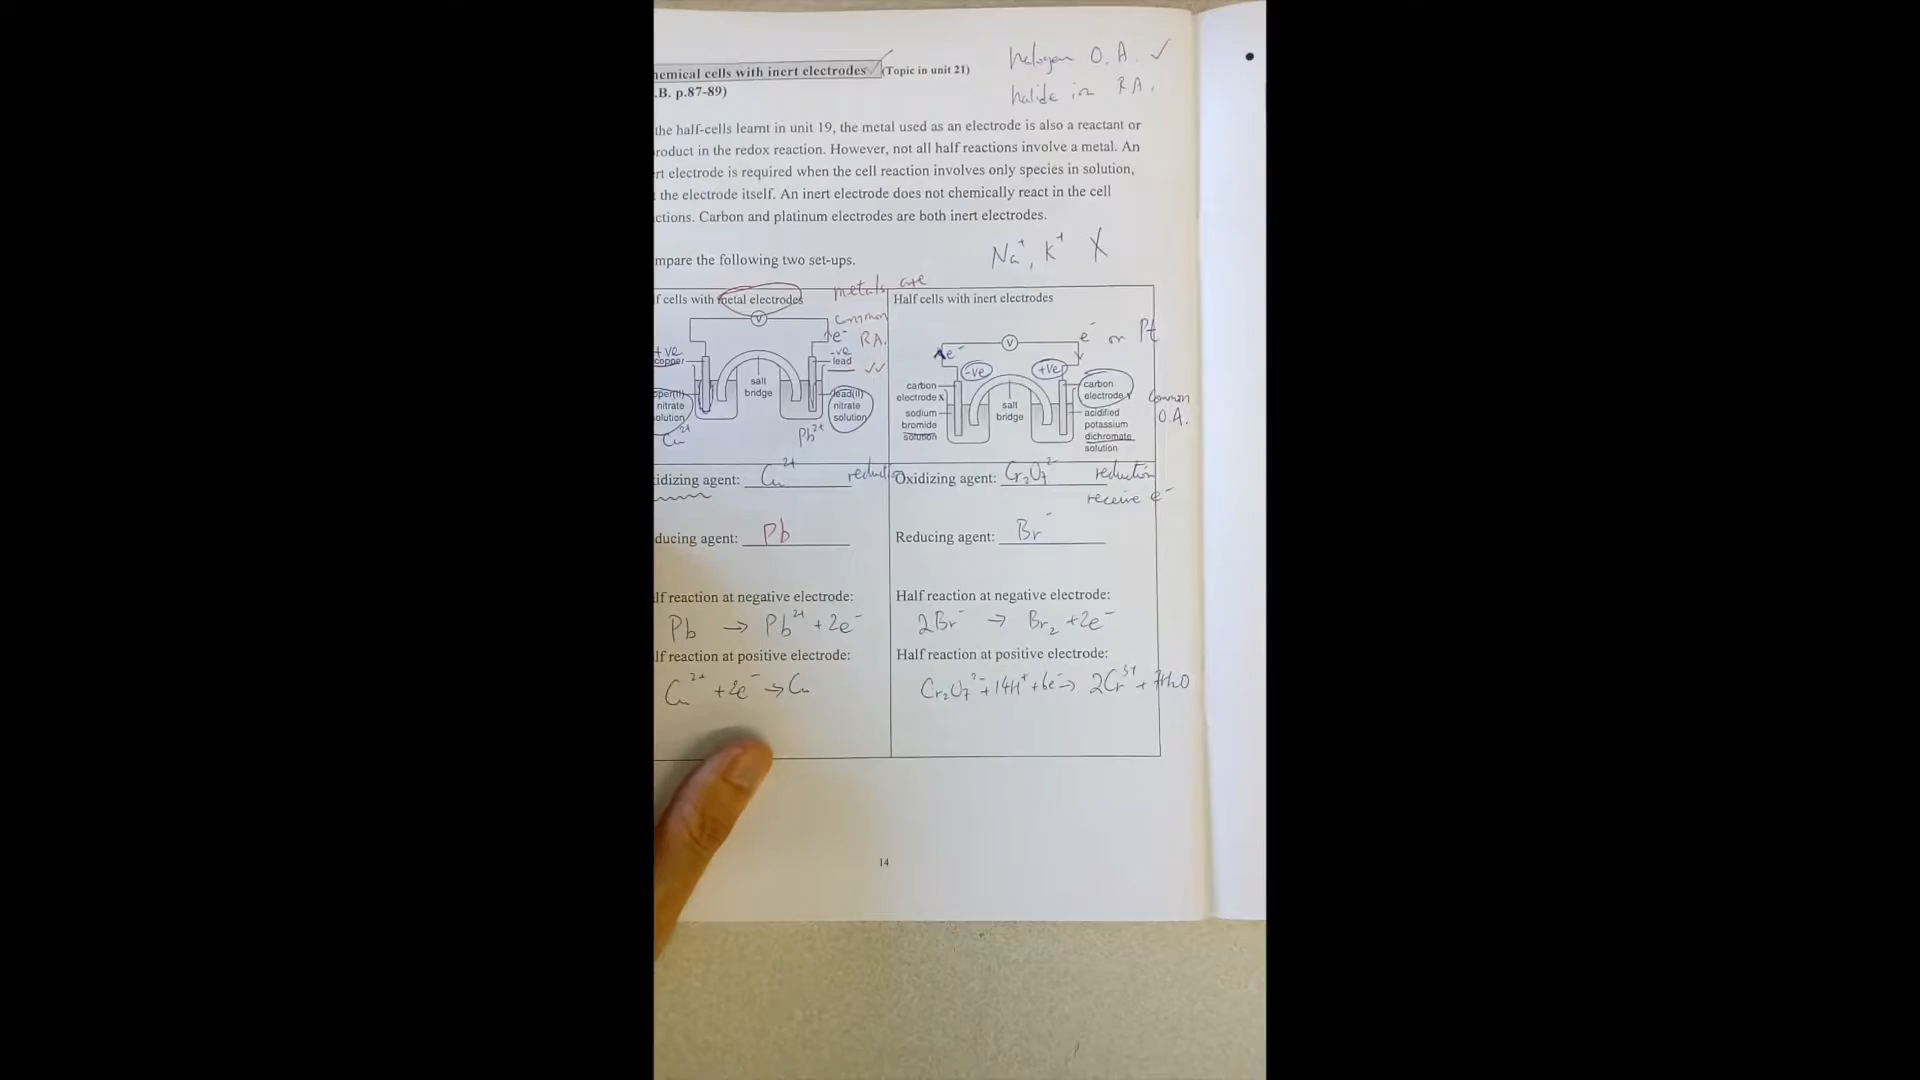 hemical cells with inert electrodes ✓ (Topic in unit 21)
.B. p.87-89)
halogen O.A. ✓
halide ion RA.
the half-cells learnt in unit 19, the metal used as an electrode is also a reactant or
roduct in the redox reaction. However, not all half reactions involve a metal. An
rt electrode is required when the cell reaction involves only species in solution,
the electrode itself. An inert electrode does not chemically react in the cell
ctions. Carbon and platinum electrodes are both inert electrodes.
Na⁺, K⁺ X
mpare the following two set-ups.
f cells with metal electrodes
metals are
common
RA.
✓✓
V
e⁻
+ve
copper
-ve
lead
salt
bridge
pper(II)
nitrate
solution
Cu²⁺
lead(II)
nitrate
solution
Pb²⁺
idizing agent: Cu²⁺ reducti
ducing agent: Pb
lf reaction at negative electrode:
Pb → Pb²⁺ + 2e⁻
lf reaction at positive electrode:
Cu²⁺ + 2e⁻ → Cu
Half cells with inert electrodes
V
e⁻
e⁻ or Pt
-ve
+ve
carbon
electrode x
sodium
bromide
solution
salt
bridge
carbon
electrode x
acidified
potassium
dichromate
solution
common
O.A.
Oxidizing agent: Cr₂O₇²⁻ reduction
receive e⁻
Reducing agent: Br⁻
Half reaction at negative electrode:
2Br⁻ → Br₂ + 2e⁻
Half reaction at positive electrode:
Cr₂O₇²⁻ + 14H⁺ + 6e⁻ → 2Cr³⁺ + 7H₂O
14